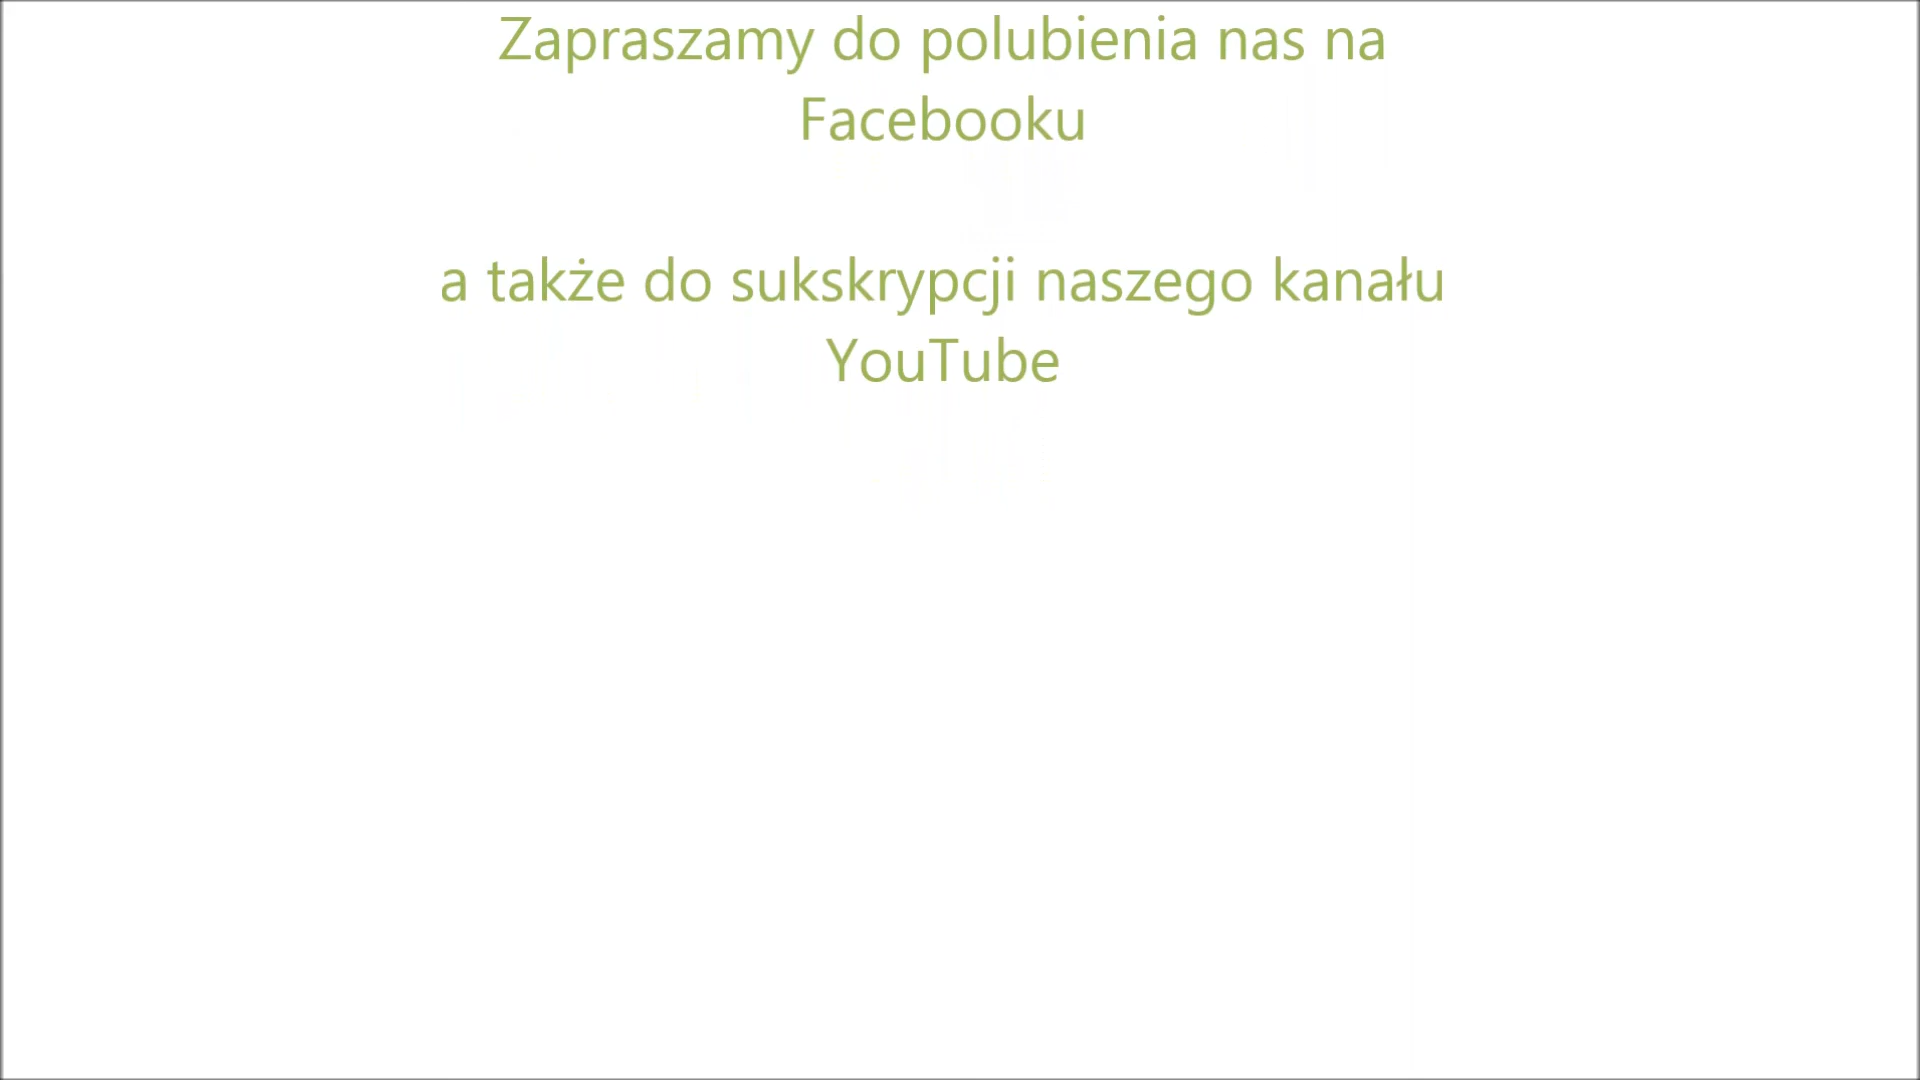 Zapraszamy do polubienia nas na
Facebooku
a także do sukskrypcji naszego kanału
YouTube